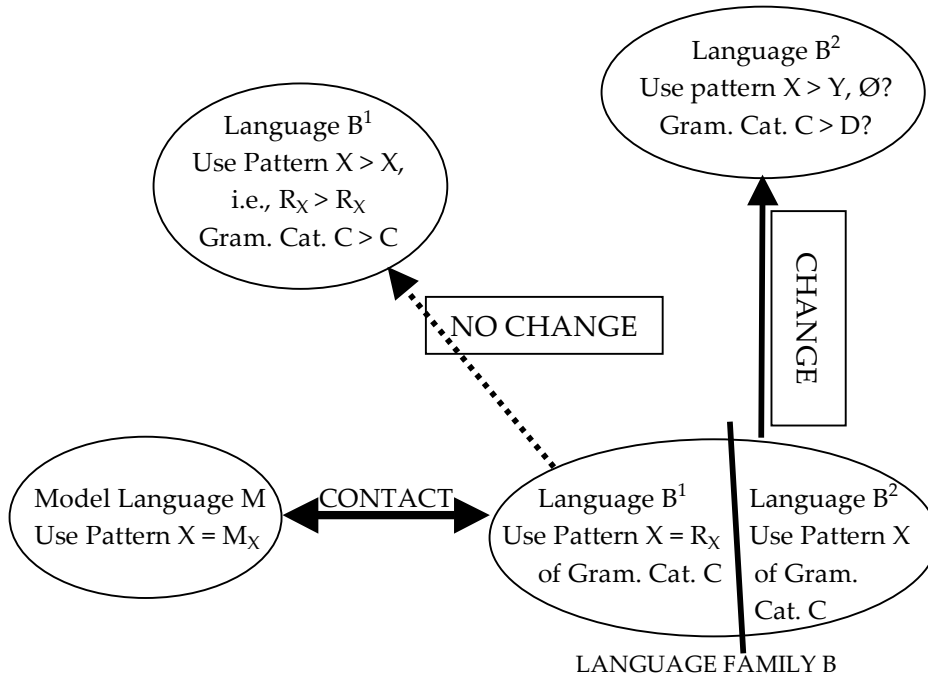 Language B²
Use pattern X > Y, Ø?
Gram. Cat. C > D?
Language B¹
Use Pattern X > X,
i.e., R_X > R_X
Gram. Cat. C > C
NO CHANGE
CHANGE
Model Language M
Use Pattern X = M_X
CONTACT
Language B¹
Use Pattern X = R_X
of Gram. Cat. C
Language B²
Use Pattern X
of Gram.
Cat. C
LANGUAGE FAMILY B